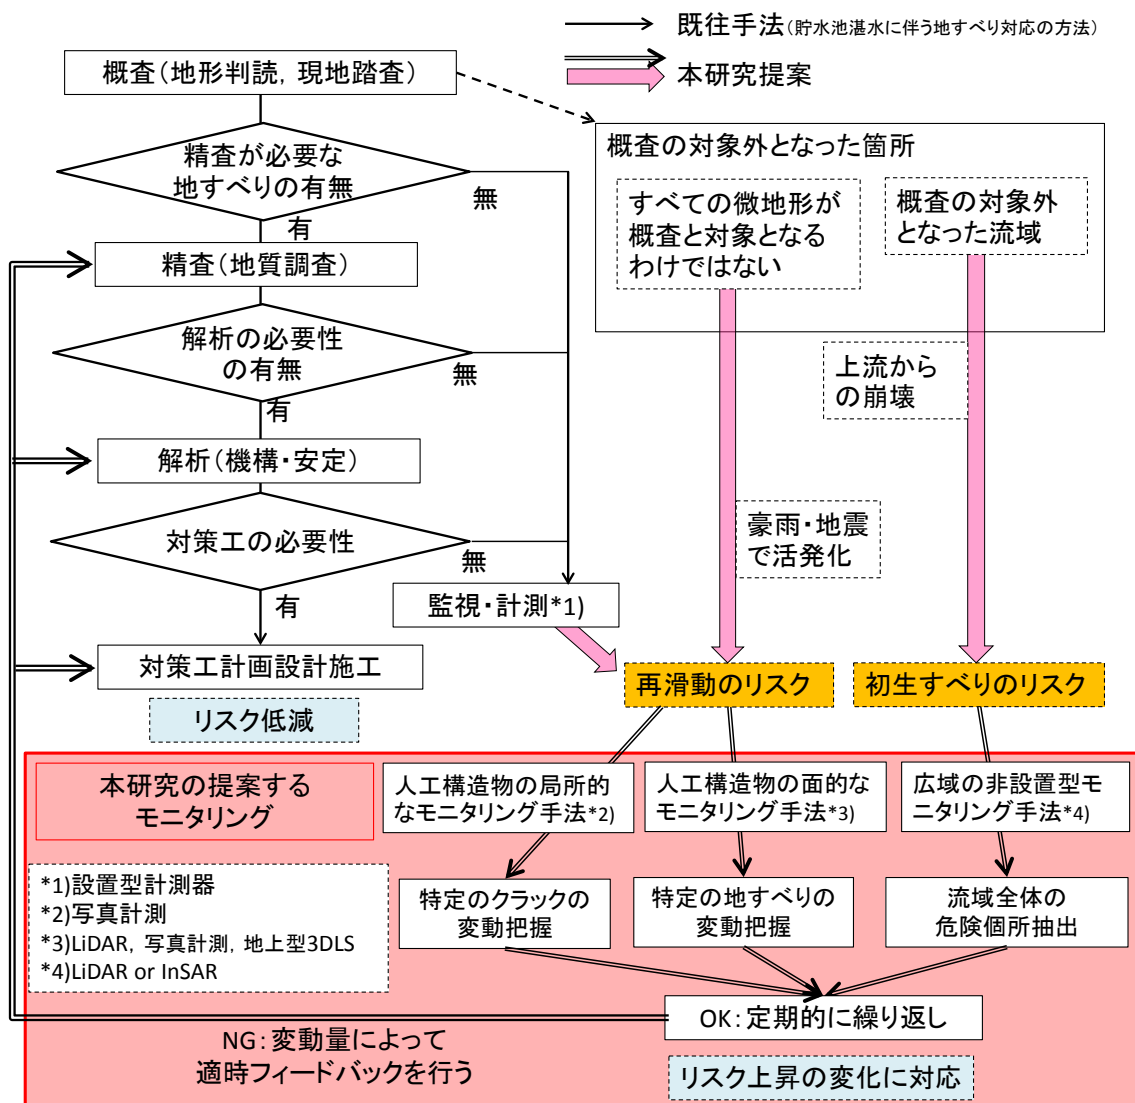 既往手法(貯水池湛水に伴う地すべり対応の方法)
本研究提案
概査(地形判読, 現地踏査)
精査が必要な
地すべりの有無
無
有
精査(地質調査)
解析の必要性
の有無
無
有
解析(機構・安定)
対策工の必要性
無
有
監視・計測*1)
対策工計画設計施工
リスク低減
概査の対象外となった箇所
すべての微地形が
概査と対象となる
わけではない
概査の対象外
となった流域
上流から
の崩壊
豪雨・地震
で活発化
再滑動のリスク
初生すべりのリスク
本研究の提案する
モニタリング
人工構造物の局所的
なモニタリング手法*2)
人工構造物の面的な
モニタリング手法*3)
広域の非設置型モ
ニタリング手法*4)
*1)設置型計測器
*2)写真計測
*3)LiDAR, 写真計測, 地上型3DLS
*4)LiDAR or InSAR
特定のクラックの
変動把握
特定の地すべりの
変動把握
流域全体の
危険個所抽出
OK:定期的に繰り返し
NG:変動量によって
適時フィードバックを行う
リスク上昇の変化に対応